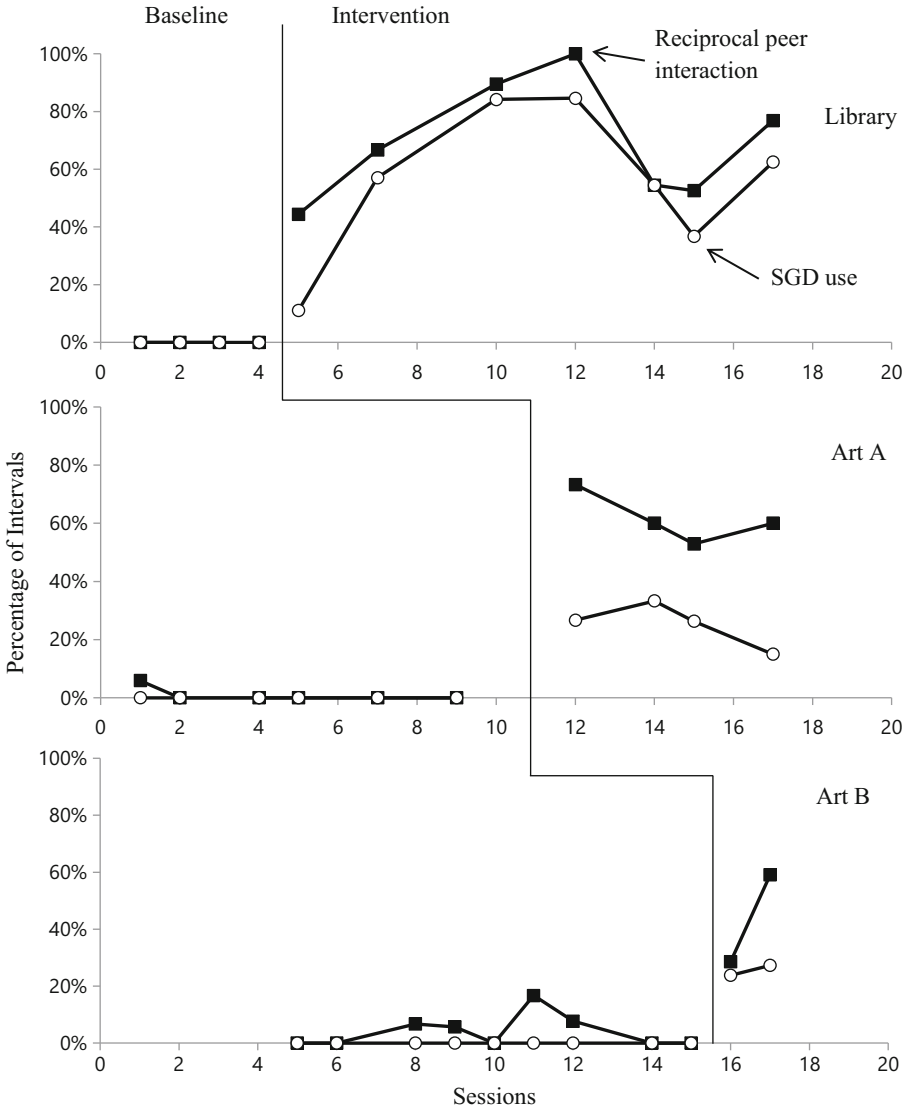 Baseline
Intervention
Reciprocal peer
interaction
Library
SGD use
100%
80%
60%
40%
20%
0%
0 2 4 6 8 10 12 14 16 18 20
Percentage of Intervals
Art A
100%
80%
60%
40%
20%
0%
0 2 4 6 8 10 12 14 16 18 20
Art B
100%
80%
60%
40%
20%
0%
0 2 4 6 8 10 12 14 16 18 20
Sessions